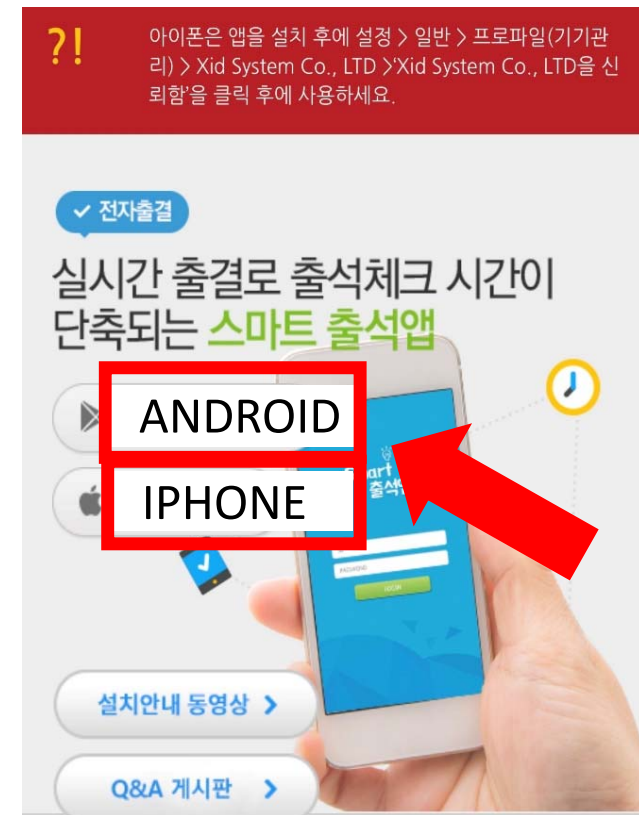 ?!
아이폰은 앱을 설치 후에 설정 > 일반 > 프로파일(기기관
리) > Xid System Co., LTD >'Xid System Co., LTD을 신
뢰함'을 클릭 후에 사용하세요.
전자출결
실시간 출결로 출석체크 시간이
단축되는 스마트 출석앱
ANDROID
IPHONE
설치안내 동영상 >
Q&A 게시판 >